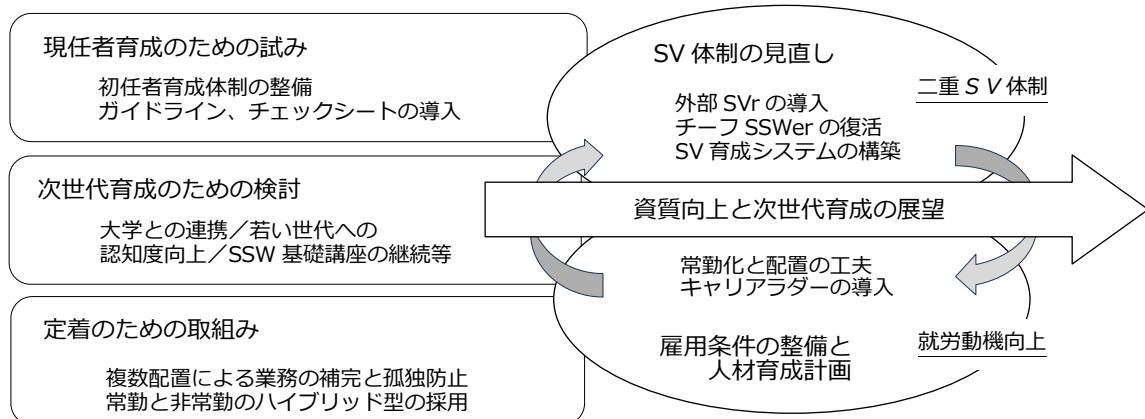 現任者育成のための試み
初任者育成体制の整備
ガイドライン、チェックシートの導入
次世代育成のための検討
大学との連携／若い世代への
認知度向上／SSW 基礎講座の継続等
定着のための取組み
複数配置による業務の補完と孤独防止
常勤と非常勤のハイブリッド型の採用
SV 体制の見直し
外部 SVr の導入
チーフ SSWer の復活
SV 育成システムの構築
二重 SV 体制
資質向上と次世代育成の展望
常勤化と配置の工夫
キャリアラダーの導入
雇用条件の整備と
人材育成計画
就労動機向上